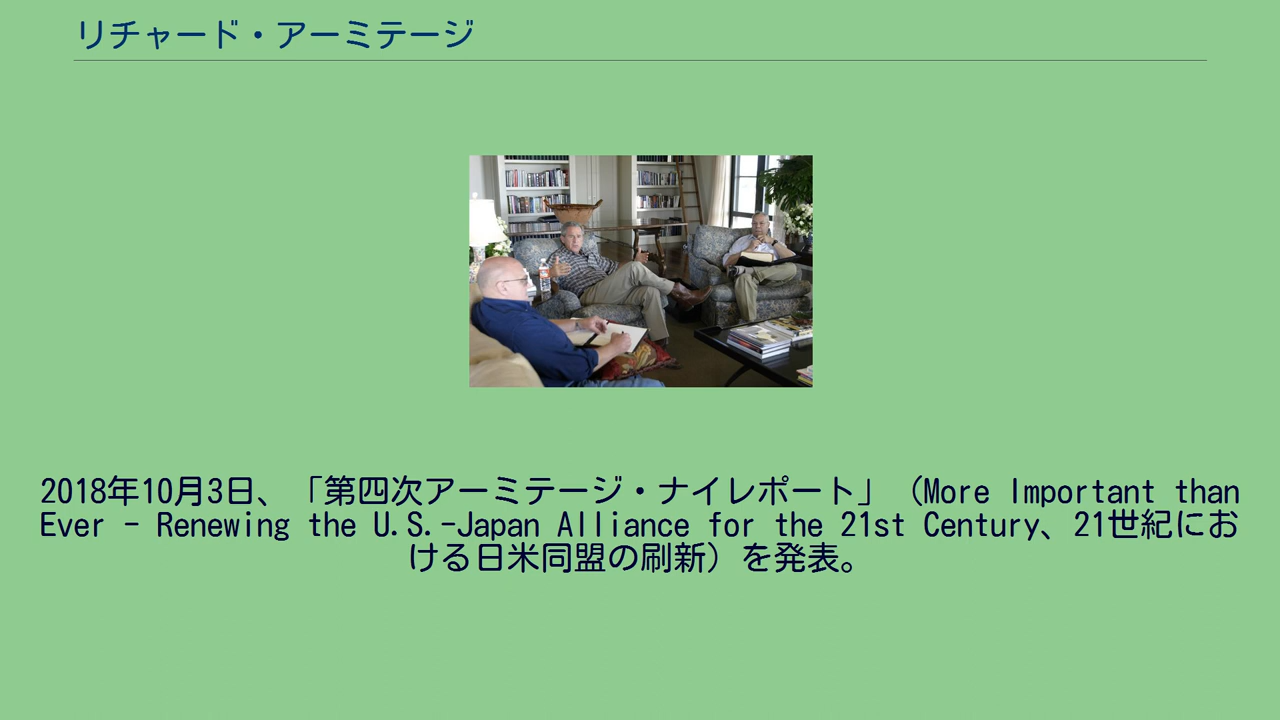 リチャード・アーミテージ
2018年10月3日、「第四次アーミテージ・ナイレポート」（More Important than
Ever - Renewing the U.S.-Japan Alliance for the 21st Century、21世紀にお
ける日米同盟の刷新）を発表。